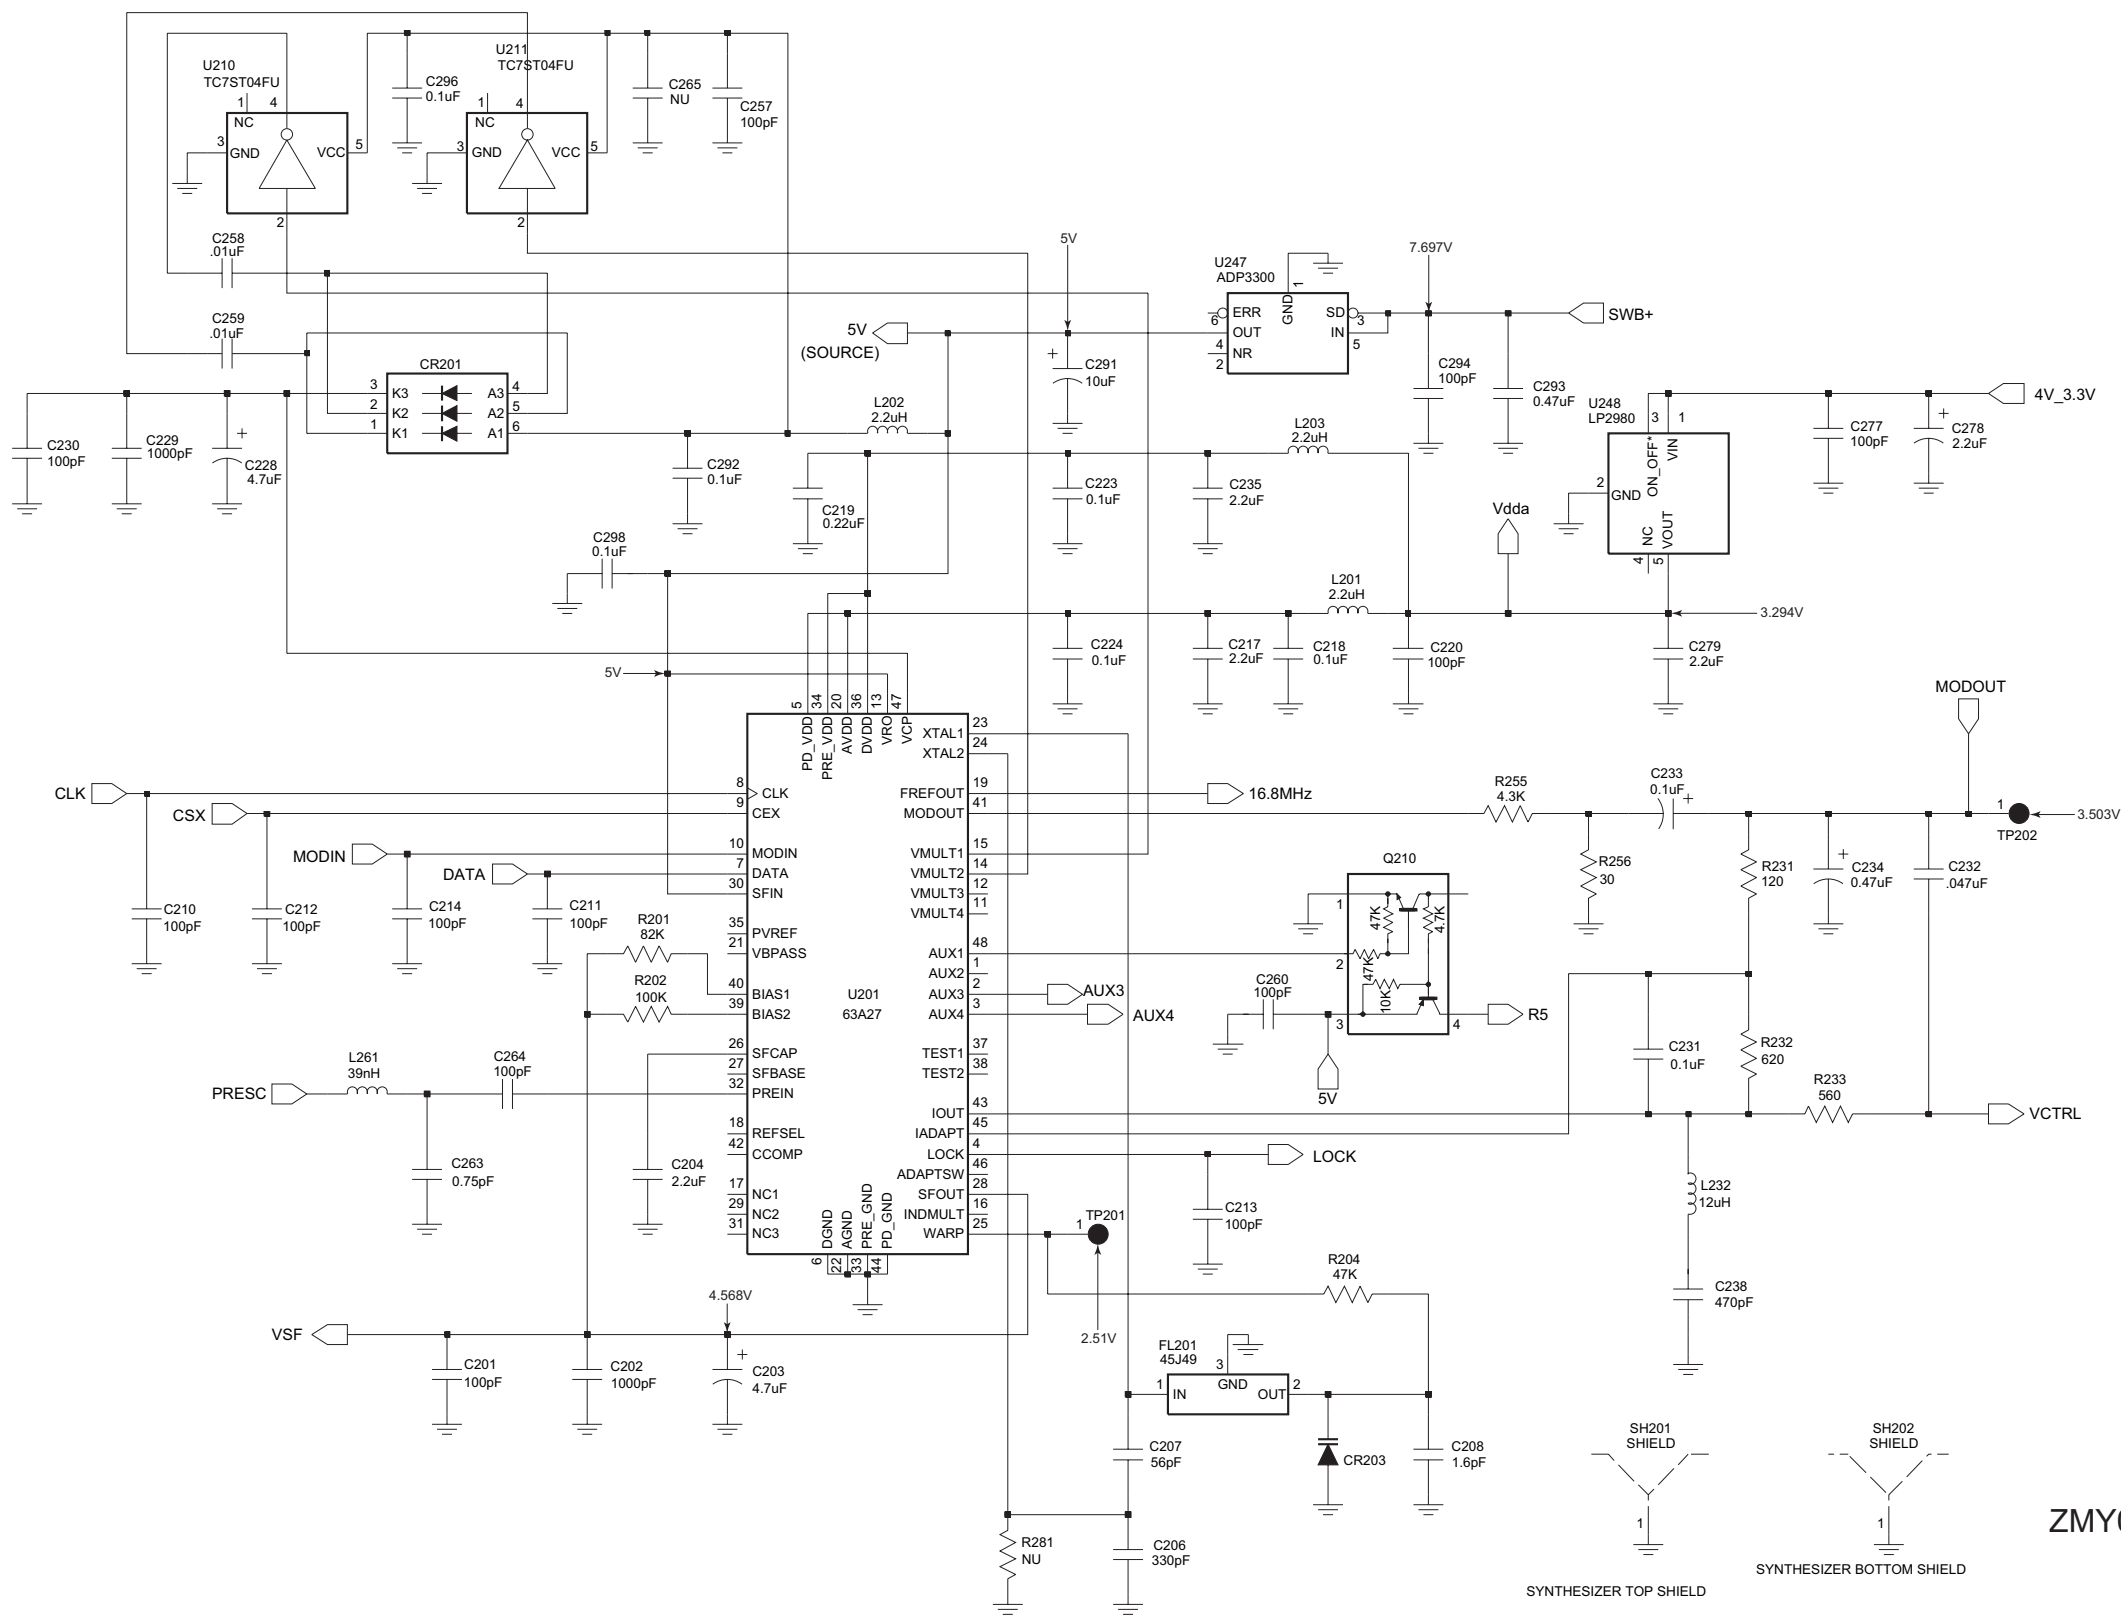 U210
TC7ST04FU
1
4
NC
3
GND
VCC
5
2
C296
0.1uF
U211
TC7ST04FU
1
4
NC
3
GND
VCC
5
2
C265
NU
C257
100pF
C258
.01uF
C259
.01uF
CR201
3
K3
A3
4
2
K2
A2
5
1
K1
A1
6
C230
100pF
C229
1000pF
C228
4.7uF
+
L202
2.2uH
C292
0.1uF
5V
(SOURCE)
5V
+
C291
10uF
U247
ADP3300
6
ERR
OUT
4
NR
2
GND
1
SD
3
IN
5
7.697V
SWB+
C294
100pF
C293
0.47uF
U248
LP2980
3
1
ON_OFF*
VIN
2
GND
NC
VOUT
4
5
4V_3.3V
C277
100pF
+
C278
2.2uF
L203
2.2uH
C219
0.22uF
C223
0.1uF
C235
2.2uF
Vdda
C298
0.1uF
L201
2.2uH
3.294V
C224
0.1uF
C217
2.2uF
C218
0.1uF
C220
100pF
C279
2.2uF
5V
5
34
20
36
13
47
PD_VDD
PRE_VDD
AVDD
DVDD
VRO
VCP
U201
63A27
8
CLK
9
CEX
10
MODIN
7
DATA
30
SFIN
35
PVREF
21
VBPASS
40
BIAS1
39
BIAS2
26
SFCAP
27
SFBASE
32
PREIN
18
REFSEL
42
CCOMP
17
NC1
29
NC2
31
NC3
DGND
AGND
PRE_GND
PD_GND
6
22
33
44
XTAL1
23
XTAL2
24
FREFOUT
19
MODOUT
41
VMULT1
15
VMULT2
14
VMULT3
12
VMULT4
11
AUX1
48
AUX2
1
AUX3
2
AUX4
3
TEST1
37
TEST2
38
IOUT
43
IADAPT
45
LOCK
4
ADAPTSW
46
SFOUT
28
INDMULT
16
WARP
25
CLK
CSX
MODIN
DATA
C210
100pF
C212
100pF
C214
100pF
C211
100pF
R201
82K
R202
100K
PRESC
L261
39nH
C264
100pF
C263
0.75pF
C204
2.2uF
VSF
4.568V
C201
100pF
C202
1000pF
+
C203
4.7uF
16.8MHz
R255
4.3K
C233
0.1uF
+
R256
30
MODOUT
1
TP202
3.503V
R231
120
+
C234
0.47uF
C232
.047uF
Q210
1
47K
4.7K
2
47K
10K
3
4
AUX3
AUX4
C260
100pF
5V
R5
C231
0.1uF
R232
620
R233
560
VCTRL
LOCK
C213
100pF
L232
12uH
C238
470pF
1
TP201
2.51V
R204
47K
FL201
45J49
3
GND
1
IN
OUT
2
C207
56pF
CR203
C208
1.6pF
R281
NU
C206
330pF
SH201
SHIELD
1
SYNTHESIZER TOP SHIELD
SH202
SHIELD
1
SYNTHESIZER BOTTOM SHIELD